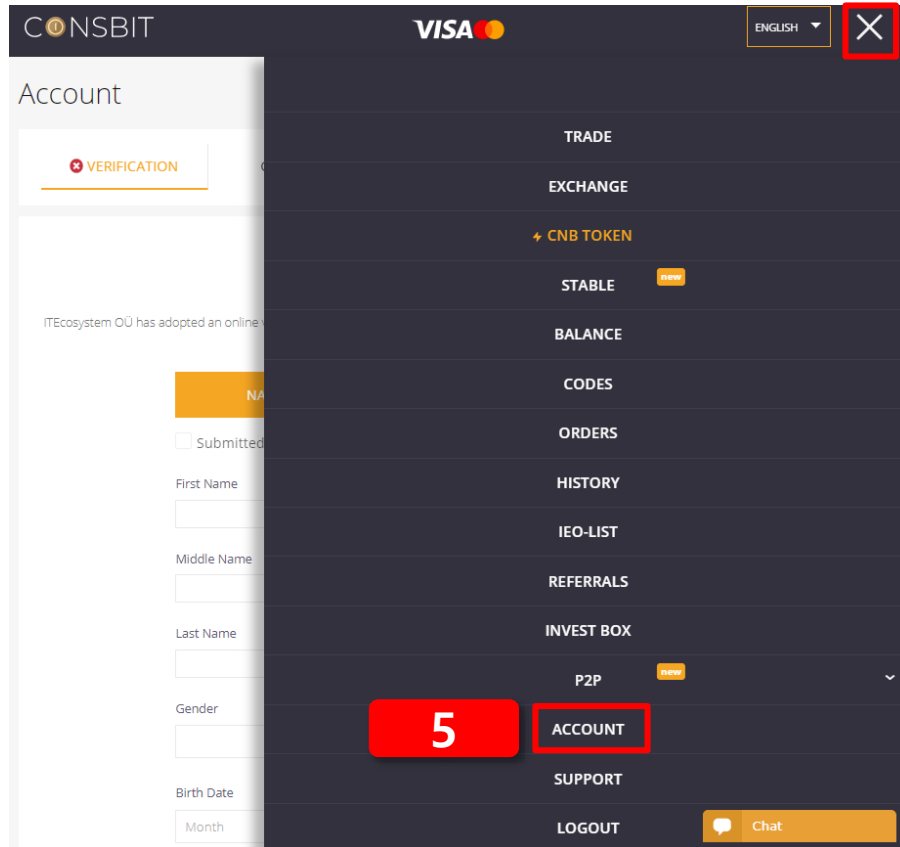 CONSBIT
VISA
ENGLISH
Account
VERIFICATION
ITEcosystem OÜ has adopted an online
Submitted
First Name
Middle Name
Last Name
Gender
Birth Date
Month
TRADE
EXCHANGE
CNB TOKEN
STABLE new
BALANCE
CODES
ORDERS
HISTORY
IEO-LIST
REFERRALS
INVEST BOX
P2P new
5 ACCOUNT
SUPPORT
LOGOUT
Chat